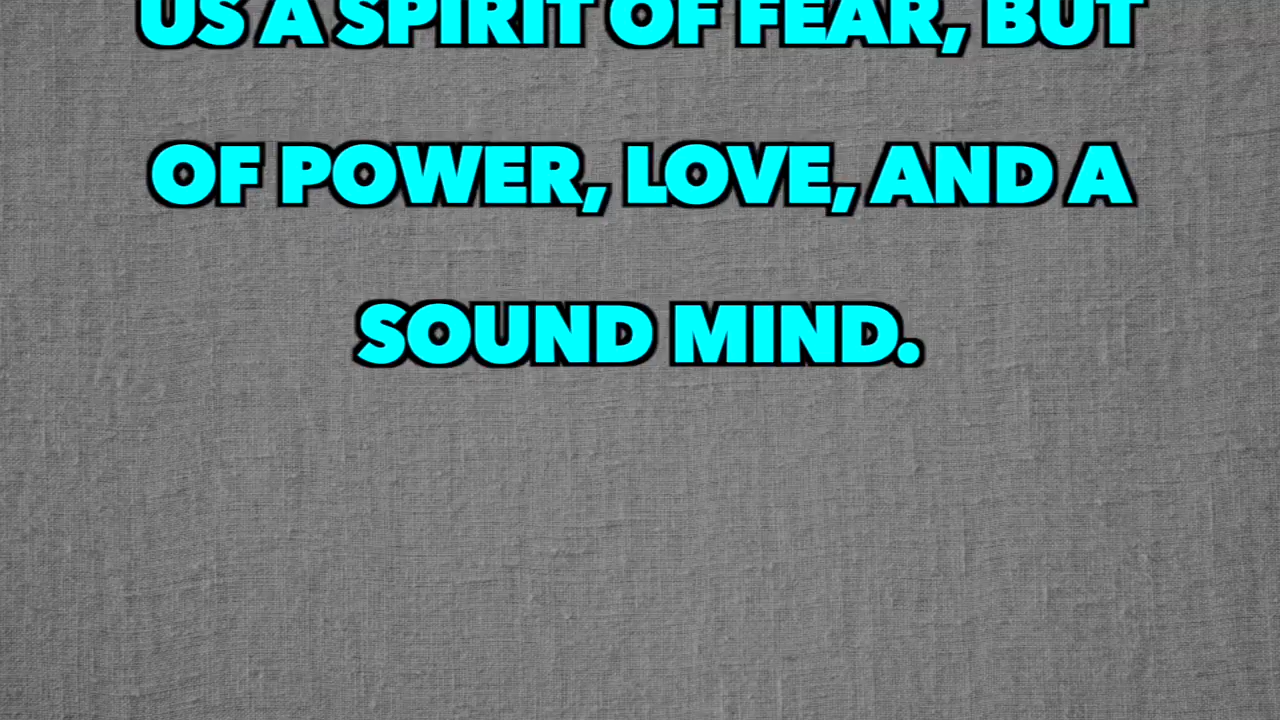 US A SPIRIT OF FEAR, BUT
OF POWER, LOVE, AND A
SOUND MIND.